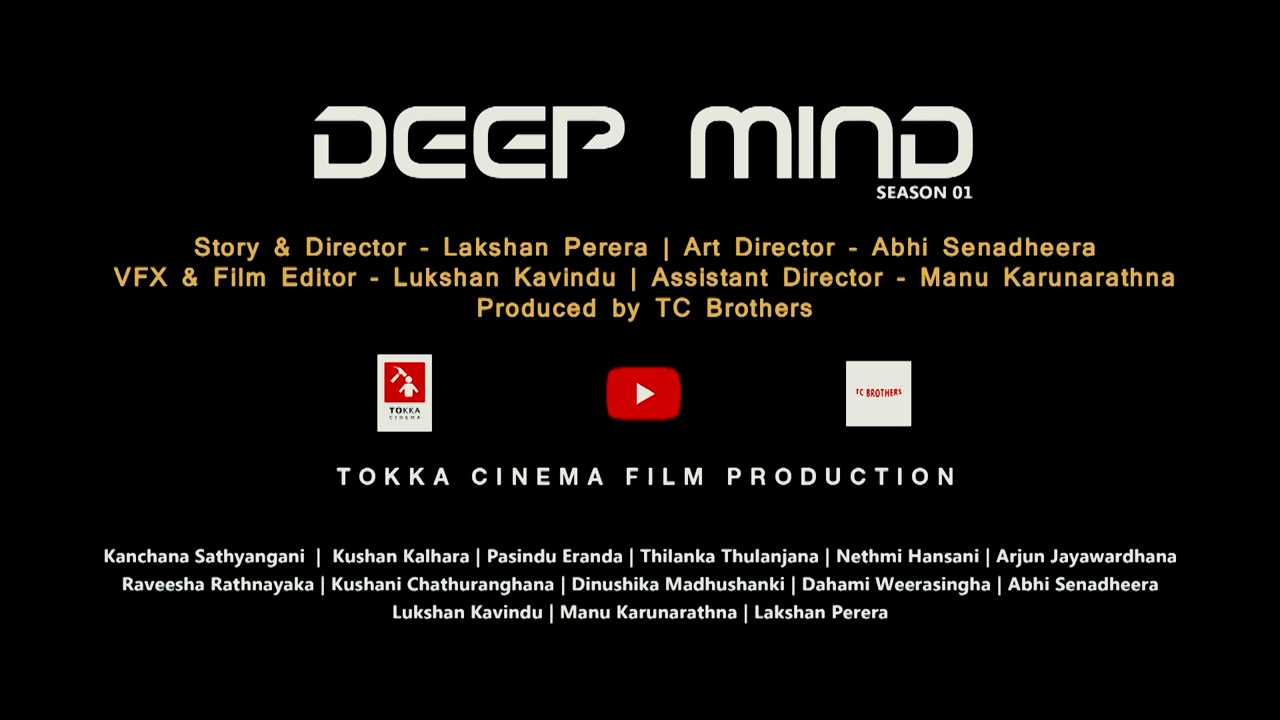 DEEP MIND
SEASON 01
Story & Director - Lakshan Perera | Art Director - Abhi Senadheera
VFX & Film Editor - Lukshan Kavindu | Assistant Director - Manu Karunarathna
Produced by TC Brothers
TOKKA
CINEMA
TC BROTHERS
TOKKA CINEMA FILM PRODUCTION
Kanchana Sathyangani | Kushan Kalhara | Pasindu Eranda | Thilanka Thulanjana | Nethmi Hansani | Arjun Jayawardhana
Raveesha Rathnayaka | Kushani Chathuranghana | Dinushika Madhushanki | Dahami Weerasingha | Abhi Senadheera
Lukshan Kavindu | Manu Karunarathna | Lakshan Perera